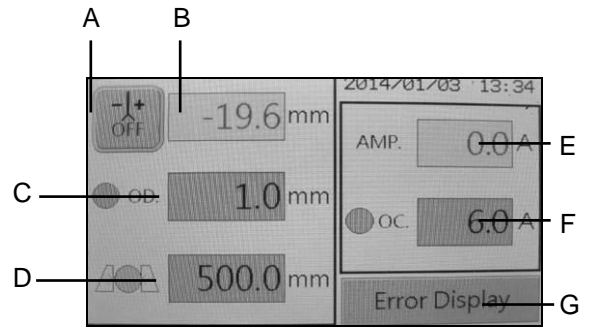 A
B
2014/01/03 13:34
-|+
OFF
-19.6 mm
AMP. 0.0 A
E
C
OD. 1.0 mm
OC. 6.0 A
F
D
500.0 mm
Error Display
G